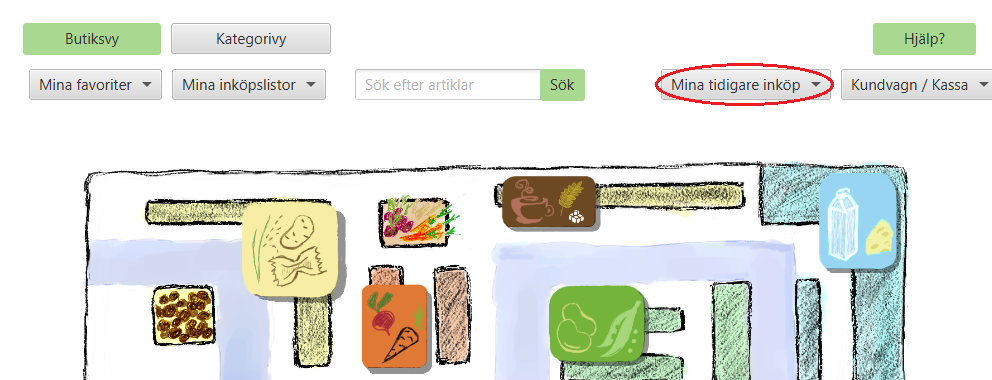 Butiksvy Kategorivy Hjälp?
Mina favoriter Mina inköpslistor Sök efter artiklar Sök Mina tidigare inköp Kundvagn / Kassa